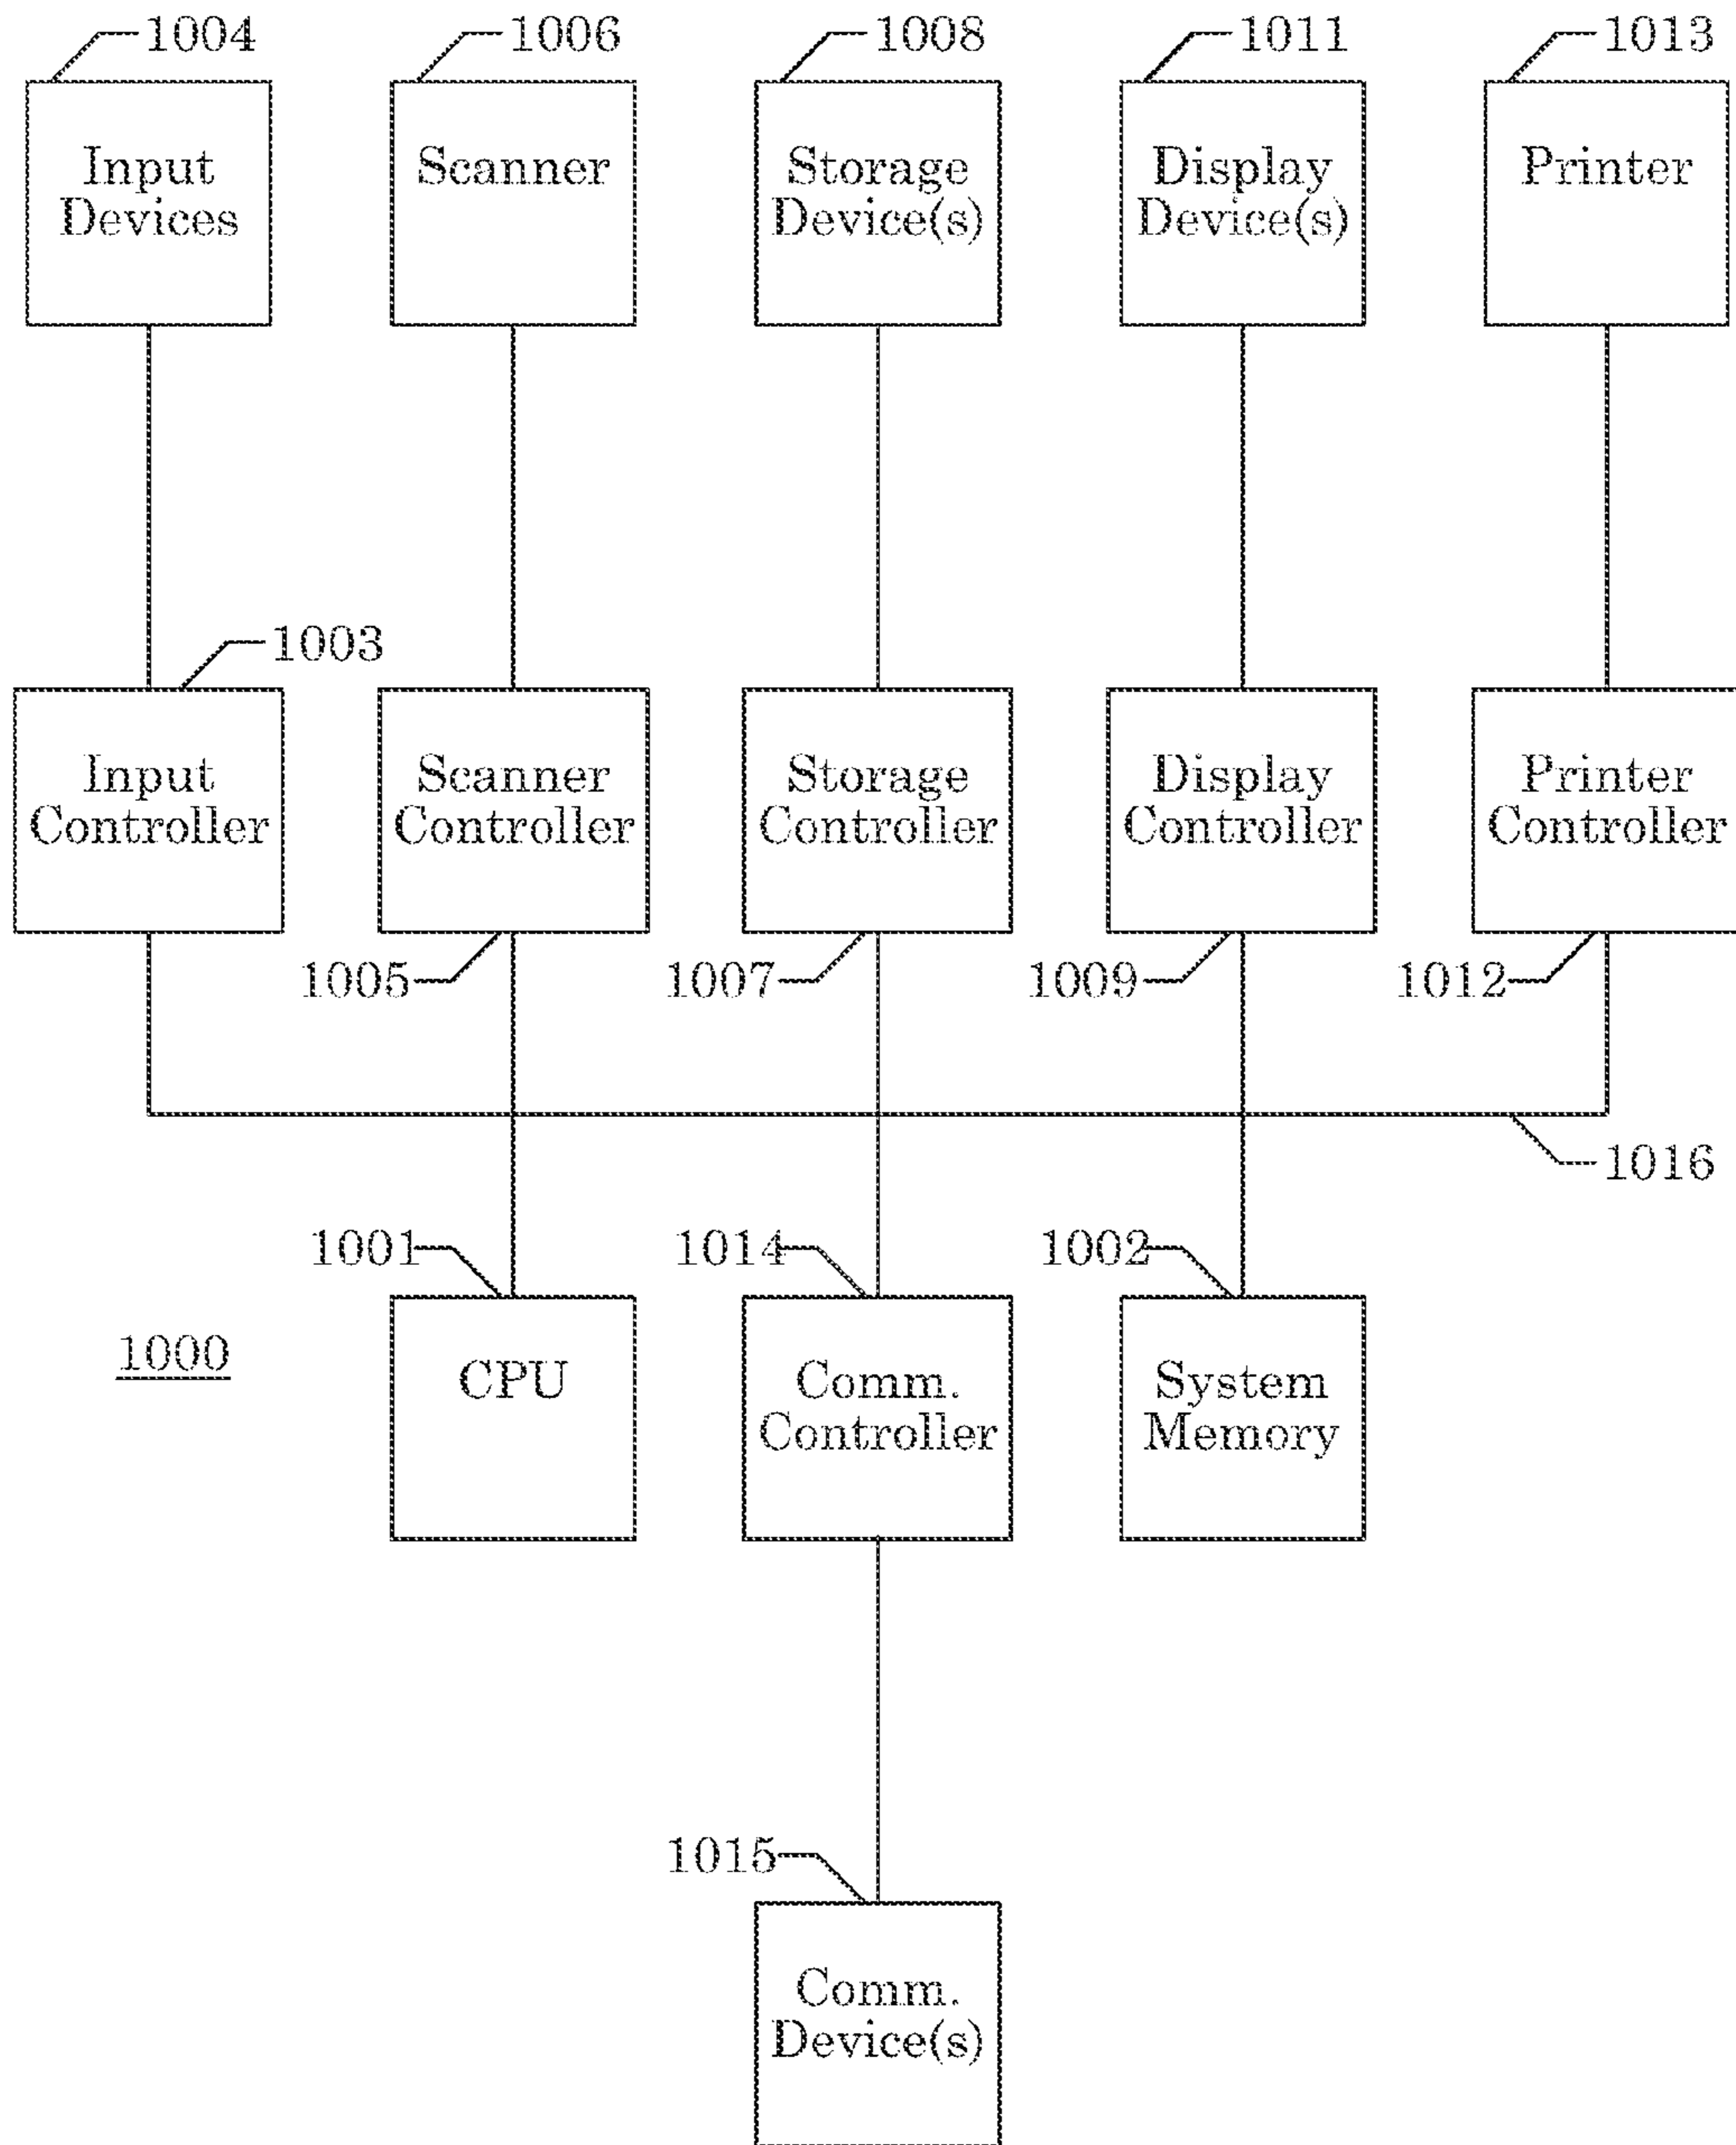 1004
1006
1008
1011
1013
Input
Devices
Scanner
Storage
Device(s)
Display
Device(s)
Printer
1003
Input
Controller
Scanner
Controller
Storage
Controller
Display
Controller
Printer
Controller
1005
1007
1009
1012
1016
1001
1014
1002
1000
CPU
Comm.
Controller
System
Memory
1015
Comm.
Device(s)